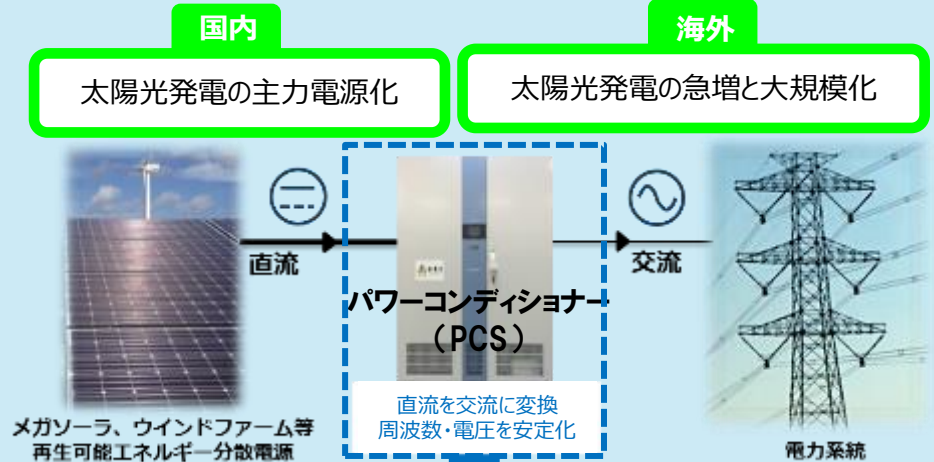 国内
太陽光発電の主力電源化
海外
太陽光発電の急増と大規模化
直流
交流
パワーコンディショナー
（PCS）
直流を交流に変換
周波数・電圧を安定化
メガソーラ、ウインドファーム等
再生可能エネルギー分散電源
電力系統